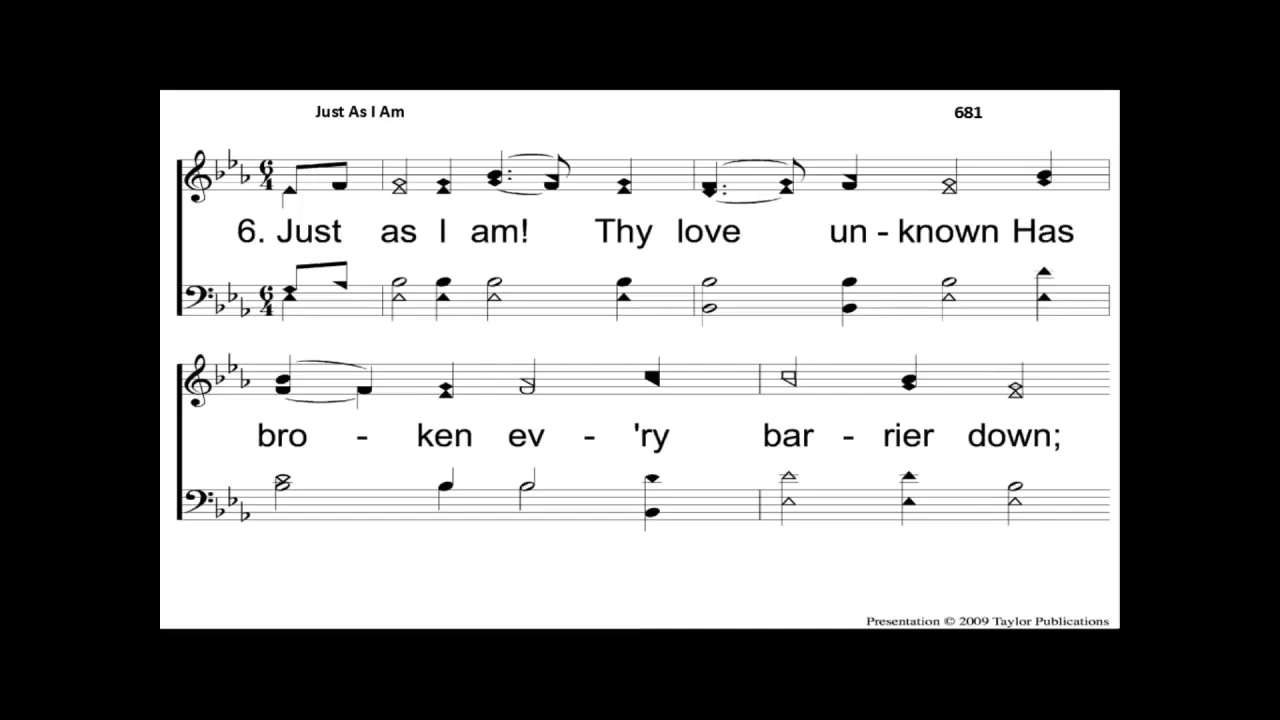 Just As I Am 681
6. Just as I am! Thy love un - known Has
bro - ken ev - 'ry bar - rier down;
Presentation © 2009 Taylor Publications